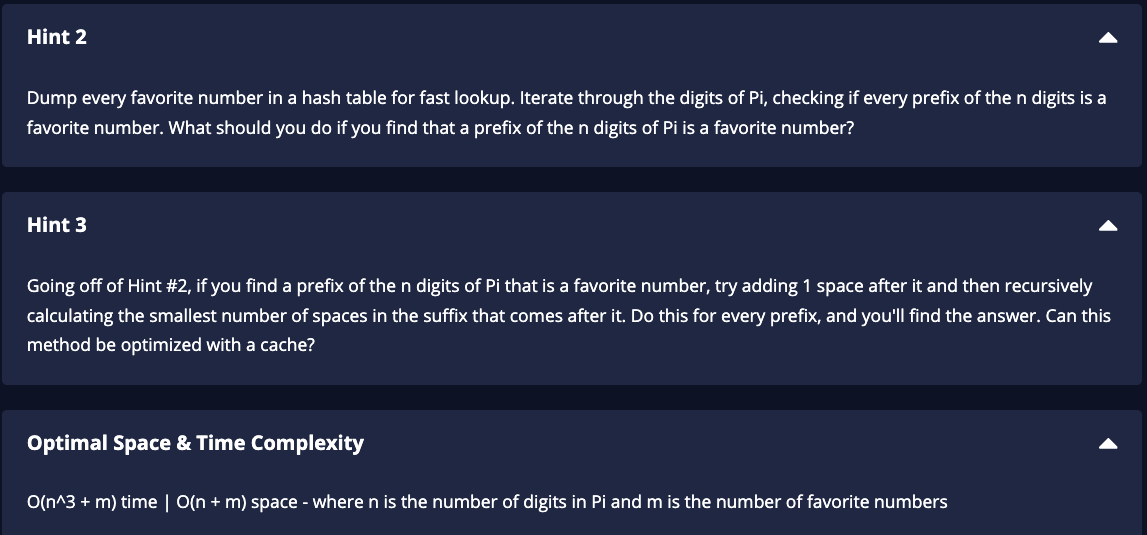 Hint 2
Dump every favorite number in a hash table for fast lookup. Iterate through the digits of Pi, checking if every prefix of the n digits is a
favorite number. What should you do if you find that a prefix of the n digits of Pi is a favorite number?
Hint 3
Going off of Hint #2, if you find a prefix of the n digits of Pi that is a favorite number, try adding 1 space after it and then recursively
calculating the smallest number of spaces in the suffix that comes after it. Do this for every prefix, and you'll find the answer. Can this
method be optimized with a cache?
Optimal Space & Time Complexity
O(n^3 + m) time | O(n + m) space - where n is the number of digits in Pi and m is the number of favorite numbers